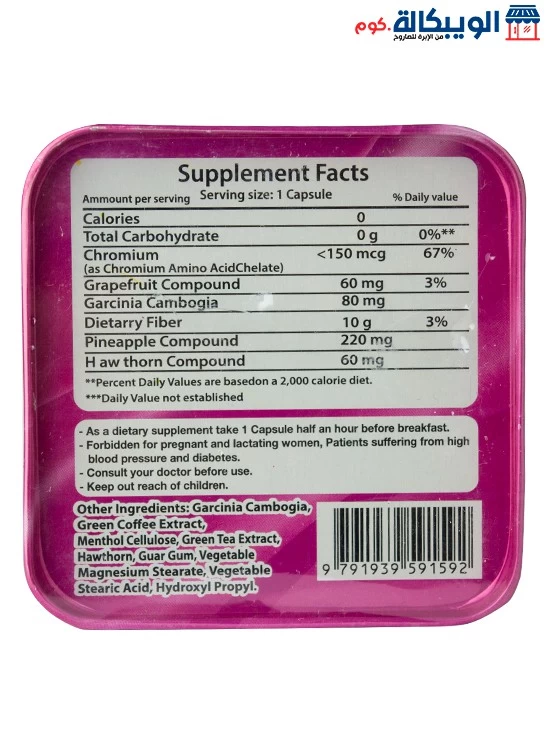 الويبكالة.كوم
من الإبرة للصاروخ
Supplement Facts
Ammount per serving Serving size: 1 Capsule % Daily value
Calories 0
Total Carbohydrate 0 g 0%**
Chromium <150 mcg 67%
(as Chromium Amino AcidChelate)
Grapefruit Compound 60 mg 3%
Garcinia Cambogia 80 mg
Dietarry Fiber 10 g 3%
Pineapple Compound 220 mg
H aw thorn Compound 60 mg
**Percent Daily Values are basedon a 2,000 calorie diet.
***Daily Value not established
- As a dietary supplement take 1 Capsule half an hour before breakfast.
- Forbidden for pregnant and lactating women, Patients suffering from high
blood pressure and diabetes.
- Consult your doctor before use.
- Keep out reach of children.
Other Ingredients: Garcinia Cambogia,
Green Coffee Extract,
Menthol Cellulose, Green Tea Extract,
Hawthorn, Guar Gum, Vegetable
Magnesium Stearate, Vegetable
Stearic Acid, Hydroxyl Propyl.
9 791939 591592